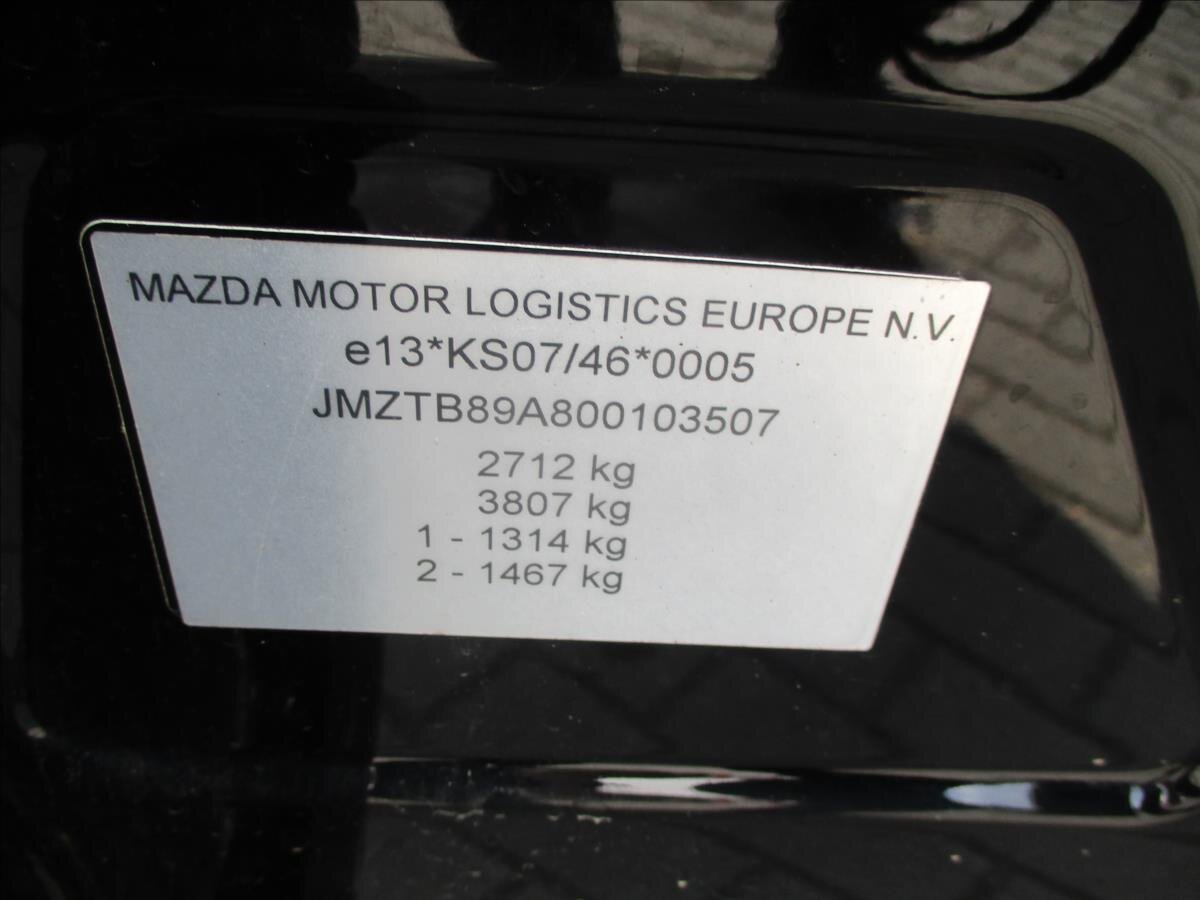 MAZDA MOTOR LOGISTICS EUROPE N.V.
e13*KS07/46*0005
JMZTB89A800103507
2712 kg
3807 kg
1 - 1314 kg
2 - 1467 kg